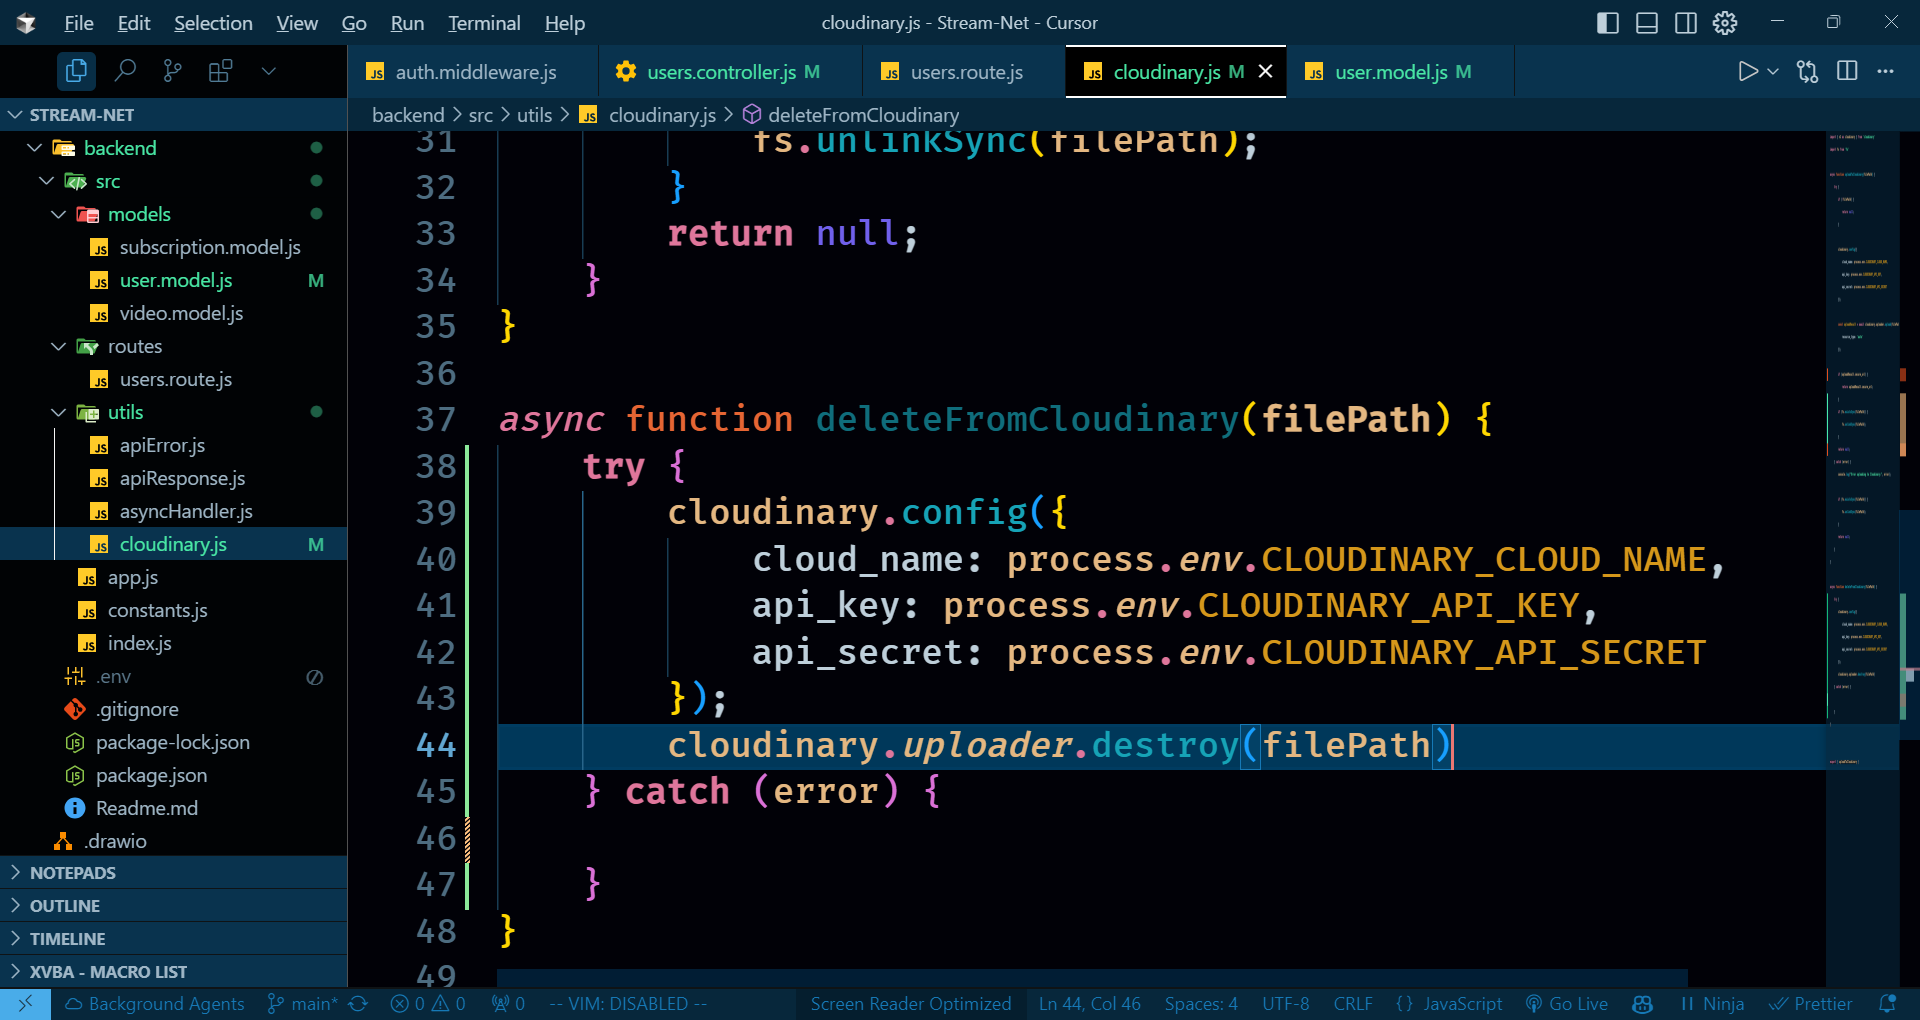 File Edit Selection View Go Run Terminal Help
cloudinary.js - Stream-Net - Cursor
auth.middleware.js
users.controller.js M
users.route.js
cloudinary.js M
user.model.js M
STREAM-NET
backend
src
models
subscription.model.js
user.model.js M
video.model.js
routes
users.route.js
utils
apiError.js
apiResponse.js
asyncHandler.js
cloudinary.js M
app.js
constants.js
index.js
.env
.gitignore
package-lock.json
package.json
Readme.md
.drawio
NOTEPADS
OUTLINE
TIMELINE
XVBA - MACRO LIST
backend > src > utils > JS cloudinary.js > deleteFromCloudinary
31 fs.unlinkSync(filePath);
32 }
33 return null;
34 }
35 }
36
37 async function deleteFromCloudinary(filePath) {
38 try {
39 cloudinary.config({
40 cloud_name: process.env.CLOUDINARY_CLOUD_NAME,
41 api_key: process.env.CLOUDINARY_API_KEY,
42 api_secret: process.env.CLOUDINARY_API_SECRET
43 });
44 cloudinary.uploader.destroy(filePath)
45 } catch (error) {
46
47 }
48 }
49
Background Agents main* 0 0 0 -- VIM: DISABLED -- Screen Reader Optimized Ln 44, Col 46 Spaces: 4 UTF-8 CRLF {} JavaScript Go Live Ninja Prettier